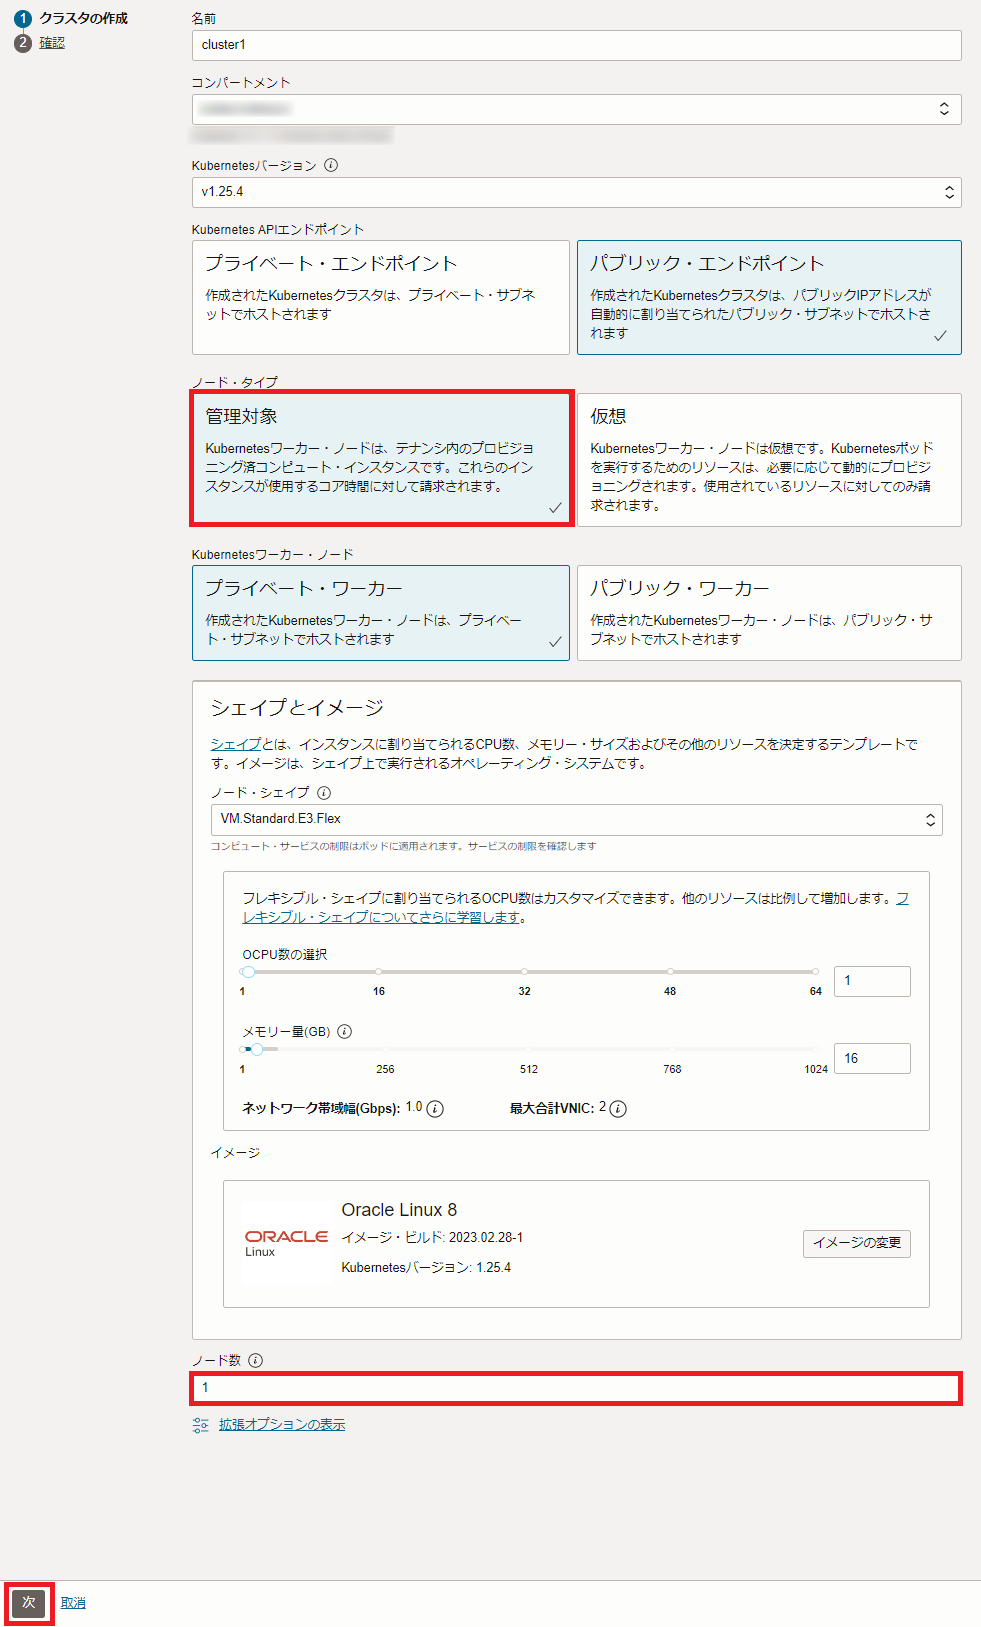 1 クラスタの作成
2 確認
名前
cluster1
コンパートメント
Kubernetesバージョン
v1.25.4
Kubernetes APIエンドポイント
プライベート・エンドポイント
作成されたKubernetesクラスタは、プライベート・サブネ
ットでホストされます
パブリック・エンドポイント
作成されたKubernetesクラスタは、パブリックIPアドレスが
自動的に割り当てられたパブリック・サブネットでホストさ
れます
ノード・タイプ
管理対象
Kubernetesワーカー・ノードは、テナンシ内のプロビジョ
ニング済コンピュート・インスタンスです。これらのイン
スタンスが使用するコア時間に対して請求されます。
仮想
Kubernetesワーカー・ノードは仮想です。Kubernetesポッド
を実行するためのリソースは、必要に応じて動的にプロビジ
ョニングされます。使用されているリソースに対してのみ請
求されます。
Kubernetesワーカー・ノード
プライベート・ワーカー
作成されたKubernetesワーカー・ノードは、プライベー
ト・サブネットでホストされます
パブリック・ワーカー
作成されたKubernetesワーカー・ノードは、パブリック・サ
ブネットでホストされます
シェイプとイメージ
シェイプとは、インスタンスに割り当てられるCPU数、メモリー・サイズおよびその他のリソースを決定するテンプレートで
す。イメージは、シェイプ上で実行されるオペレーティング・システムです。
ノード・シェイプ
VM.Standard.E3.Flex
コンピュート・サービスの制限はポッドに適用されます。サービスの制限を確認します
フレキシブル・シェイプに割り当てられるOCPU数はカスタマイズできます。他のリソースは比例して増加します。フ
レキシブル・シェイプについてさらに学習します。
OCPU数の選択
1 16 32 48 64
1
メモリー量(GB)
1 256 512 768 1024
16
ネットワーク帯域幅(Gbps): 1.0
最大合計VNIC: 2
イメージ
ORACLE
Linux
Oracle Linux 8
イメージ・ビルド: 2023.02.28-1
Kubernetesバージョン: 1.25.4
イメージの変更
ノード数
1
拡張オプションの表示
次 取消